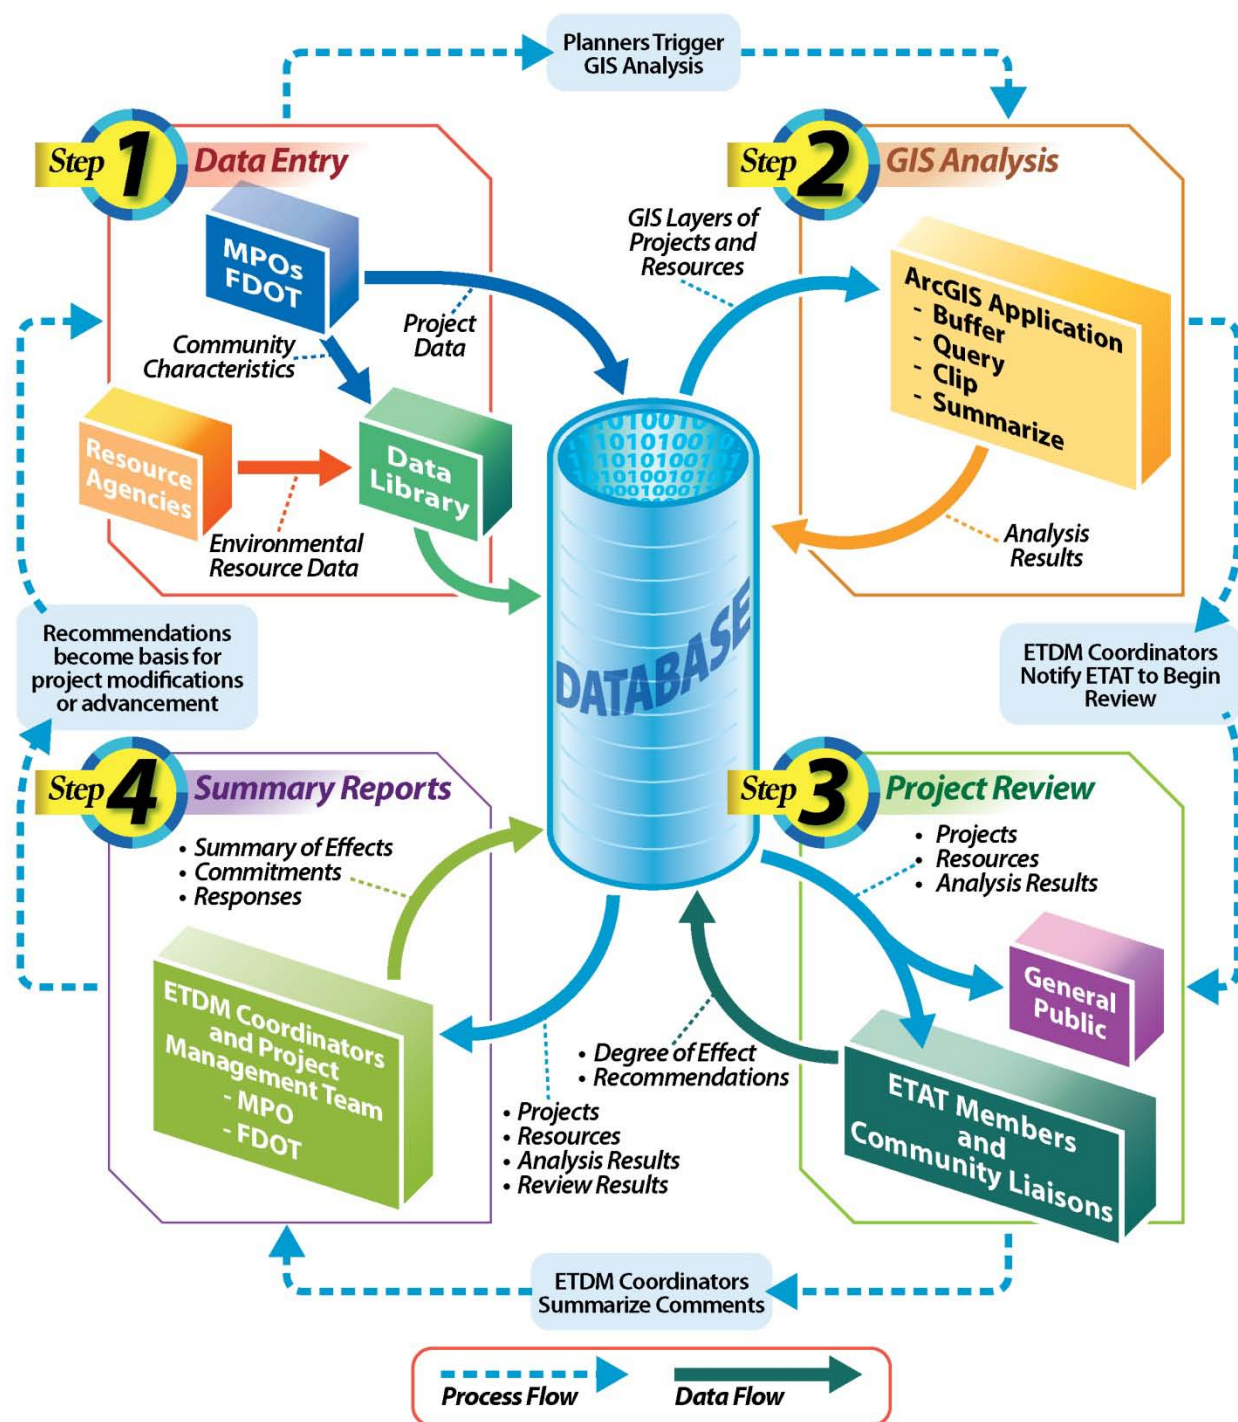 Planners Trigger
GIS Analysis
Step 1 Data Entry
MPOs
FDOT
Project
Data
Community
Characteristics
Resource
Agencies
Data
Library
Environmental
Resource Data
Step 2 GIS Analysis
GIS Layers of
Projects and
Resources
ArcGIS Application
- Buffer
- Query
- Clip
- Summarize
Analysis
Results
DATABASE
Recommendations
become basis for
project modifications
or advancement
ETDM Coordinators
Notify ETAT to Begin
Review
Step 4 Summary Reports
• Summary of Effects
• Commitments
• Responses
ETDM Coordinators
and Project
Management Team
- MPO
- FDOT
• Projects
• Resources
• Analysis Results
• Review Results
Step 3 Project Review
• Projects
• Resources
• Analysis Results
General
Public
• Degree of Effect
• Recommendations
ETAT Members
and
Community Liaisons
ETDM Coordinators
Summarize Comments
Process Flow
Data Flow